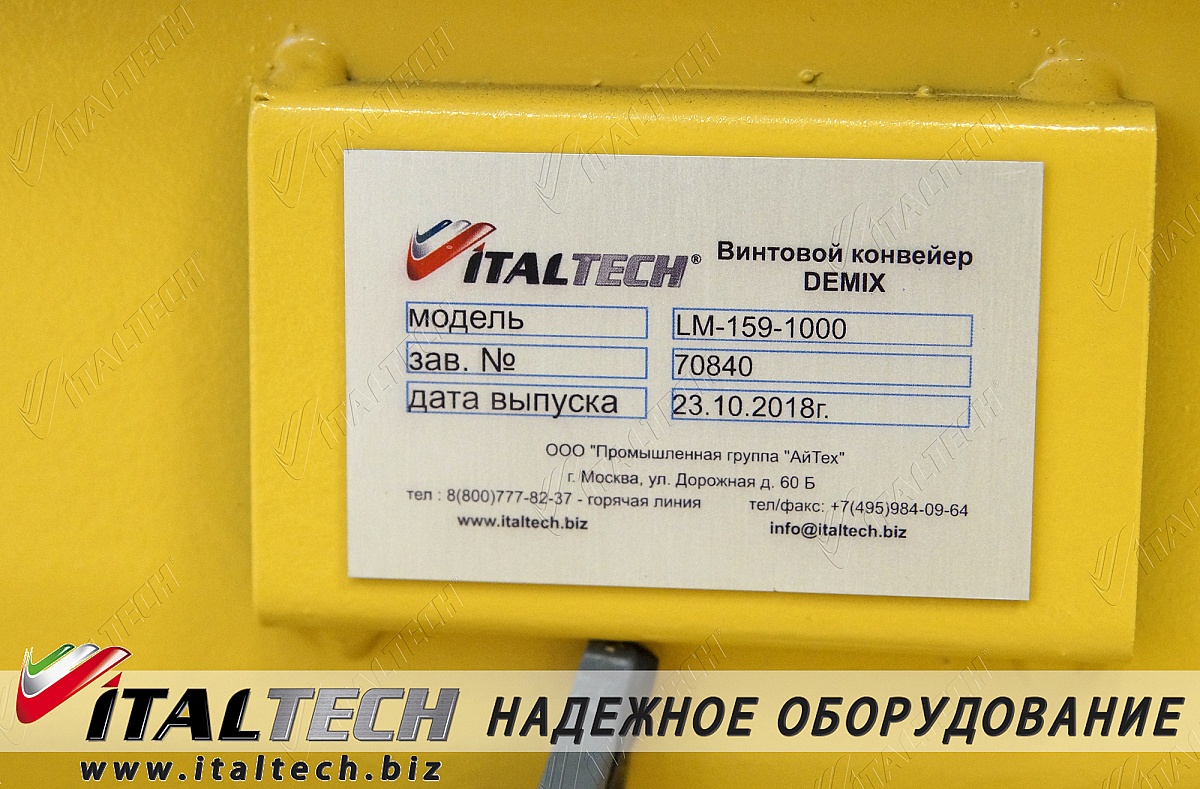 ITALTECH®
Винтовой конвейер
DEMIX
модель LM-159-1000
зав. № 70840
дата выпуска 23.10.2018г.
ООО "Промышленная группа "АйТех"
г. Москва, ул. Дорожная д. 60 Б
тел : 8(800)777-82-37 - горячая линия тел/факс: +7(495)984-09-64
www.italtech.biz info@italtech.biz
ITALTECH НАДЕЖНОЕ ОБОРУДОВАНИЕ
www.italtech.biz